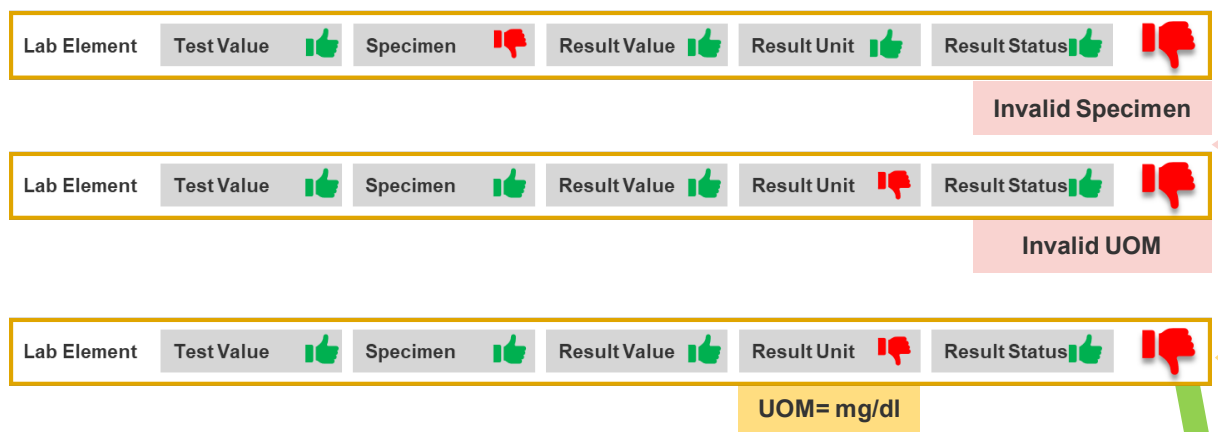 Lab Element Test Value Specimen Result Value Result Unit Result Status
Invalid Specimen
Lab Element Test Value Specimen Result Value Result Unit Result Status
Invalid UOM
Lab Element Test Value Specimen Result Value Result Unit Result Status
UOM= mg/dl